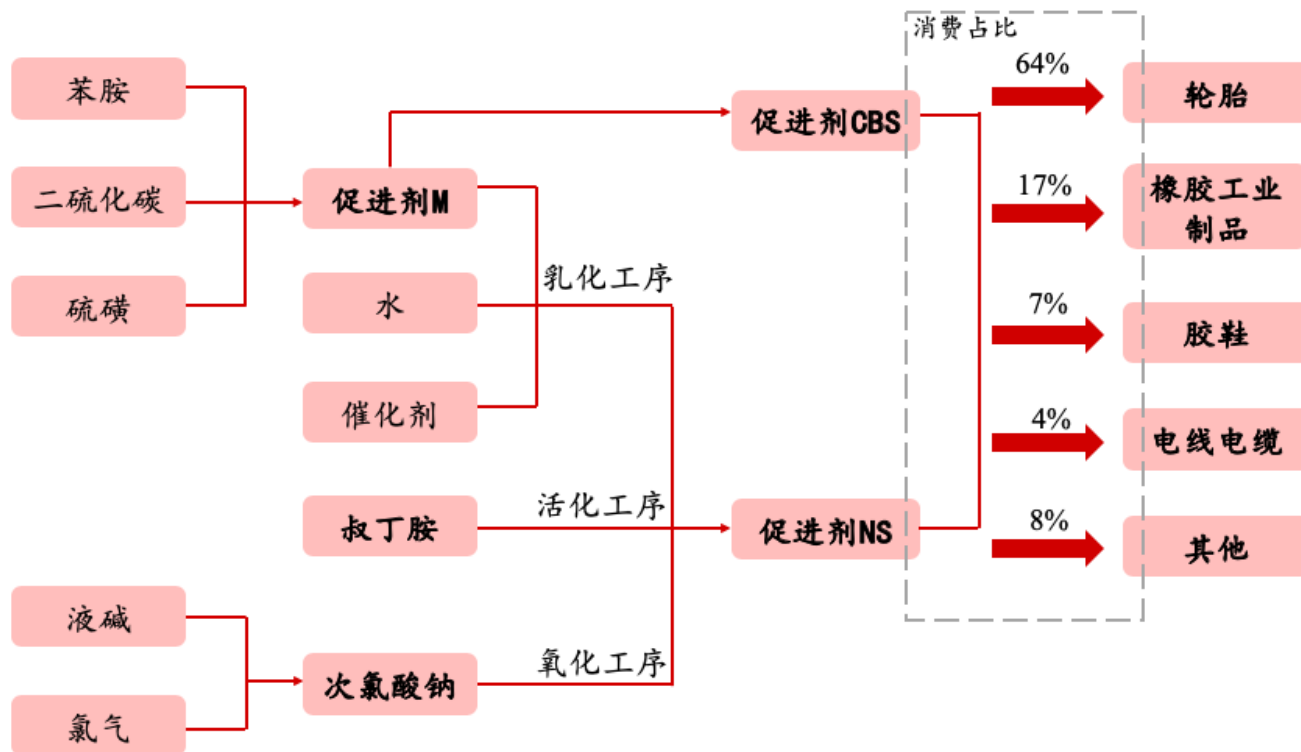 消费占比
苯胺
二硫化碳
硫磺
液碱
氯气
促进剂M
水
催化剂
叔丁胺
次氯酸钠
乳化工序
活化工序
氧化工序
促进剂CBS
促进剂NS
64%
轮胎
17%
橡胶工业
制品
7%
胶鞋
4%
电线电缆
8%
其他